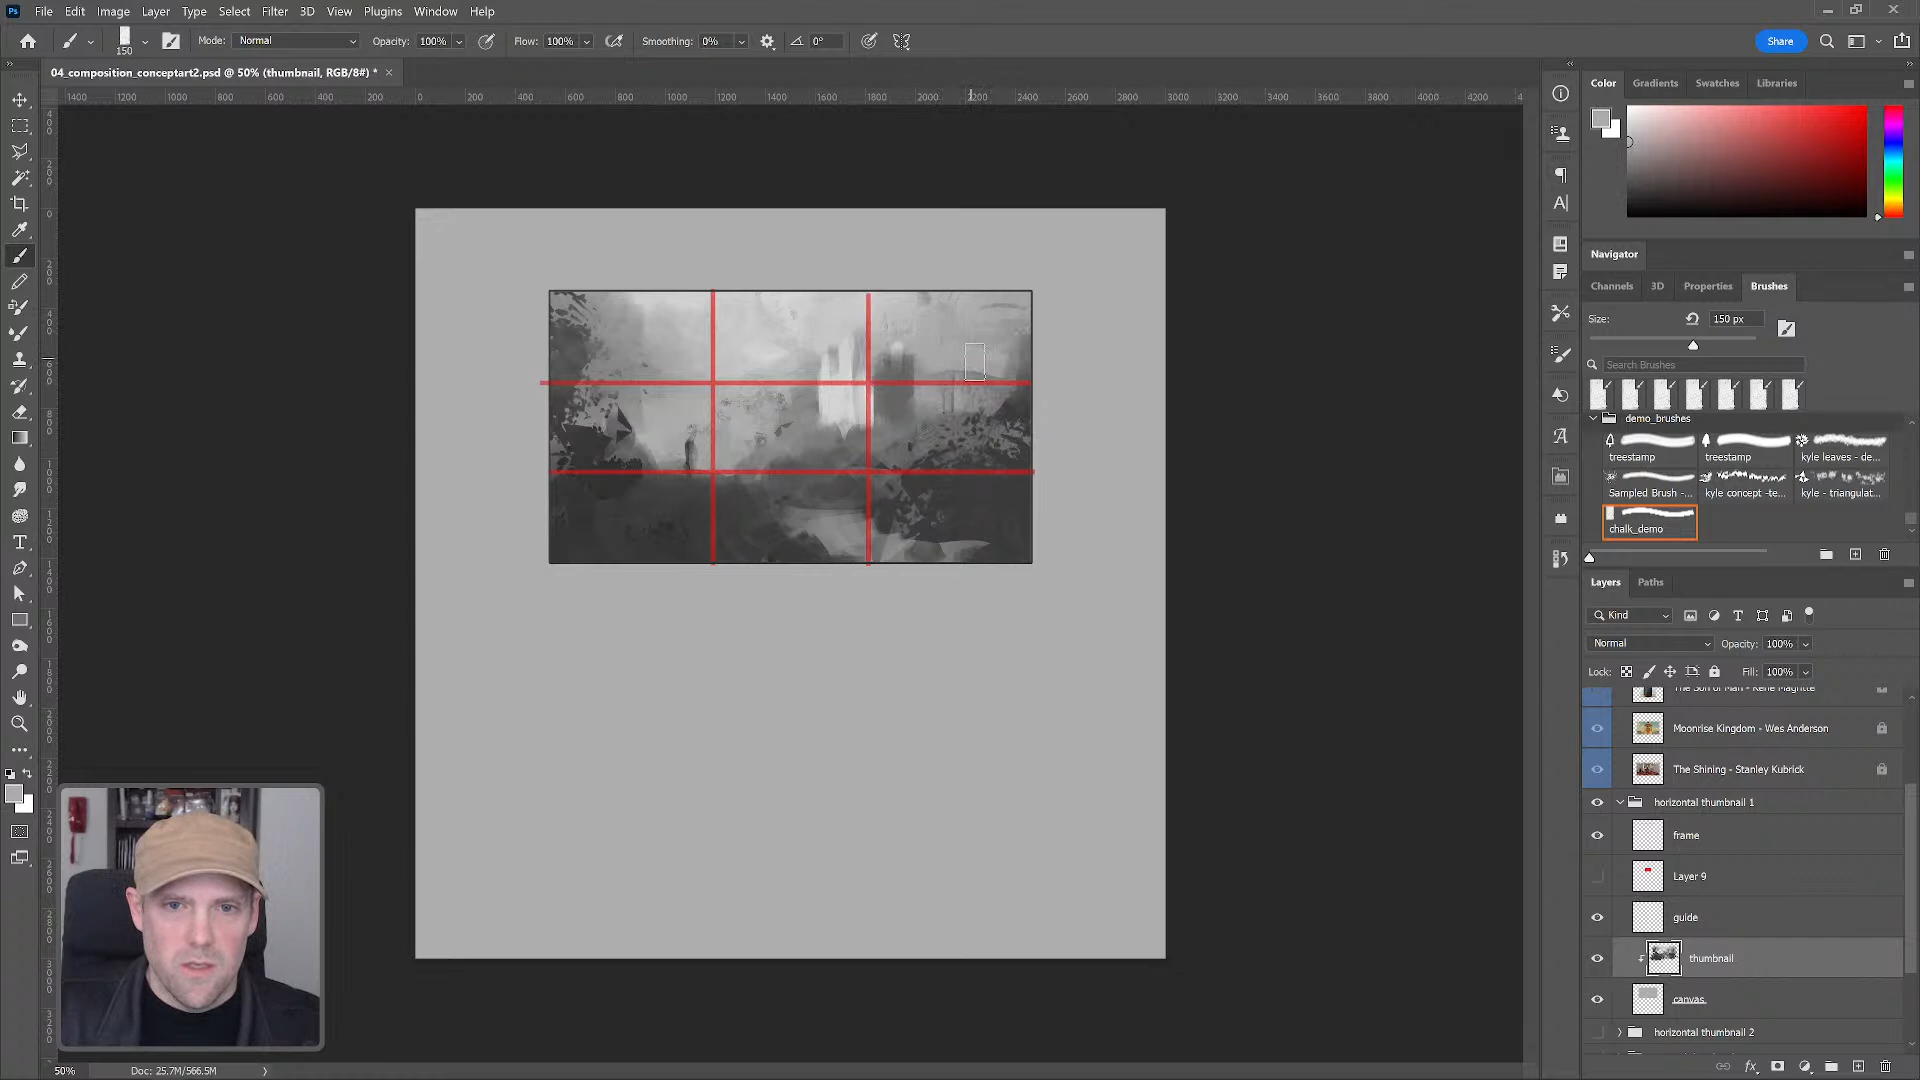 Ps File Edit Image Layer Type Select Filter 3D View Plugins Window Help
150 Mode: Normal Opacity: 100% Flow: 100% Smoothing: 0% 0° Share
04_composition_conceptart2.psd @ 50% (thumbnail, RGB/8#) * ×
1400 1200 1000 800 600 400 200 0 200 400 600 800 1000 1200 1400 1600 1800 2000 2200 2400 2600 2800 3000 3200 3400 3600 3800 4000 4200 4
Color Gradients Swatches Libraries
Navigator
Channels 3D Properties Brushes
Size: 150 px
Search Brushes
demo_brushes
treestamp treestamp kyle leaves - de...
Sampled Brush -... kyle concept -te... kyle - triangulat...
chalk_demo
Layers Paths
Kind
Normal Opacity: 100%
Lock: Fill: 100%
The Son of Man - Rene Magritte
Moonrise Kingdom - Wes Anderson
The Shining - Stanley Kubrick
horizontal thumbnail 1
frame
Layer 9
guide
thumbnail
canvas
horizontal thumbnail 2
50% Doc: 25.7M/566.5M